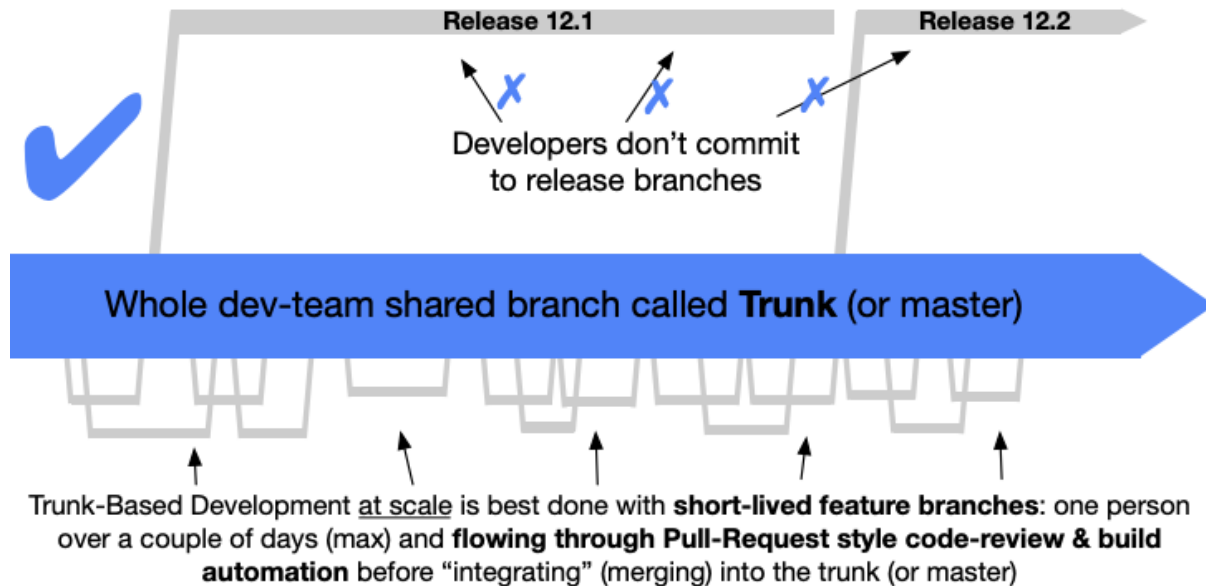 Release 12.1
Release 12.2
Developers don’t commit
to release branches
Whole dev-team shared branch called Trunk (or master)
Trunk-Based Development at scale is best done with short-lived feature branches: one person
over a couple of days (max) and flowing through Pull-Request style code-review & build
automation before “integrating” (merging) into the trunk (or master)